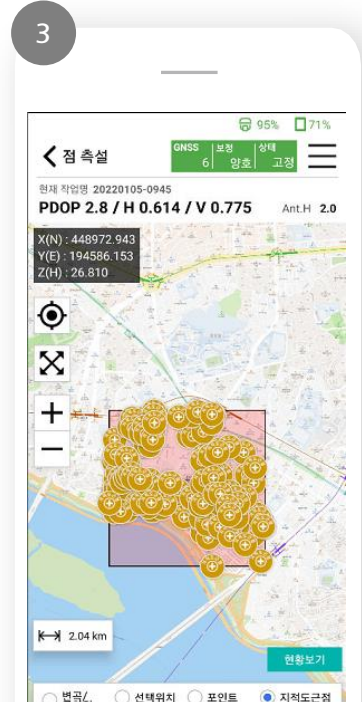 3
95% 71%
점 측설
GNSS 보정 상태
6 양호 고정
현재 작업명 20220105-0945
PDOP 2.8 / H 0.614 / V 0.775 Ant.H 2.0
X(N) : 448972.943
Y(E) : 194586.153
Z(H) : 26.810
2.04 km
현황보기
선택위치 포인트 지적도근점